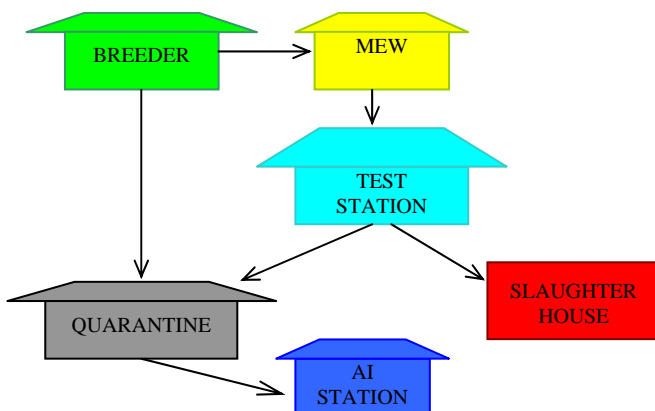 BREEDER
MEW
TEST
STATION
QUARANTINE
SLAUGHTER
HOUSE
AI
STATION